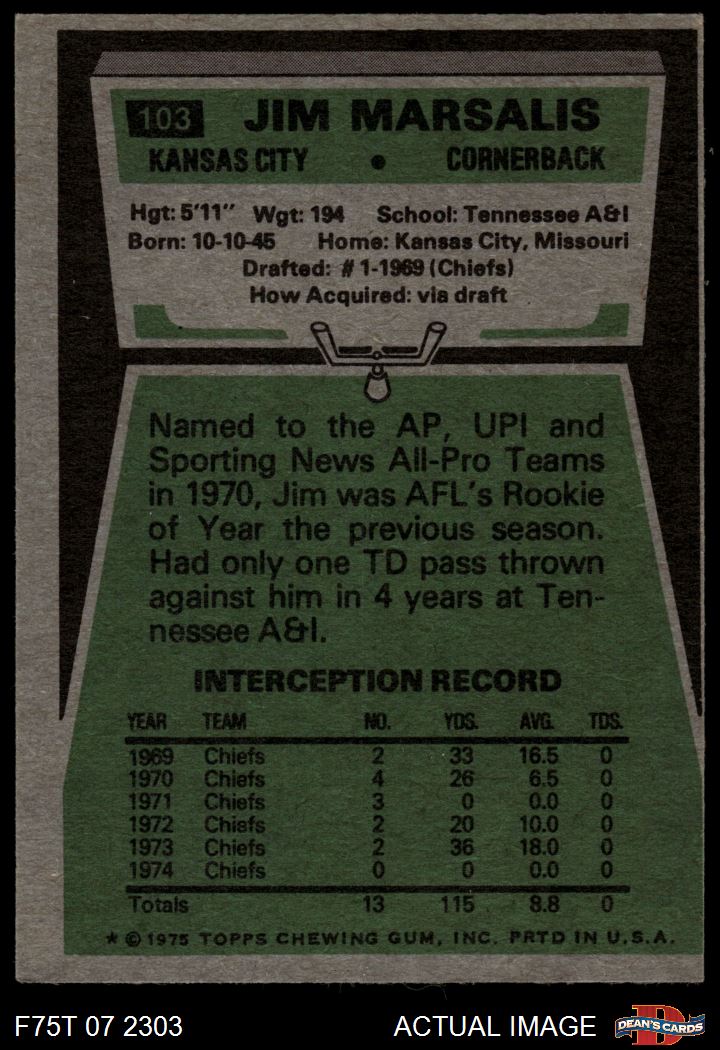 103 JIM MARSALIS
KANSAS CITY • CORNERBACK
Hgt: 5'11" Wgt: 194 School: Tennessee A&I
Born: 10-10-45 Home: Kansas City, Missouri
Drafted: #1-1969 (Chiefs)
How Acquired: via draft
Named to the AP, UPI and
Sporting News All-Pro Teams
in 1970, Jim was AFL's Rookie
of Year the previous season.
Had only one TD pass thrown
against him in 4 years at Ten-
nessee A&I.
INTERCEPTION RECORD
YEAR TEAM NO. YDS. AVG. TDS.
1969 Chiefs 2 33 16.5 0
1970 Chiefs 4 26 6.5 0
1971 Chiefs 3 0 0.0 0
1972 Chiefs 2 20 10.0 0
1973 Chiefs 2 36 18.0 0
1974 Chiefs 0 0 0.0 0
Totals 13 115 8.8 0
* © 1975 TOPPS CHEWING GUM, INC. PRTD IN U.S.A.
F75T 07 2303 ACTUAL IMAGE D DEAN'S CARDS